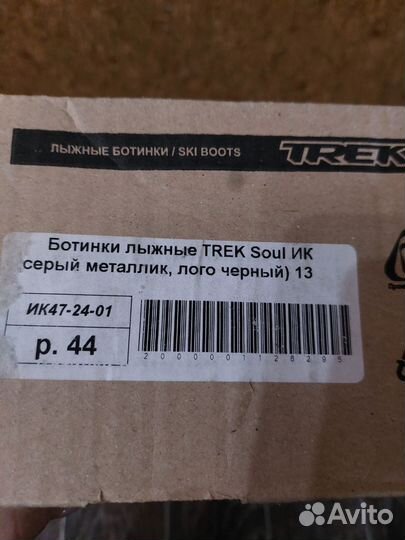 ЛЫЖНЫЕ БОТИНКИ / SKI BOOTS
TREK
Ботинки лыжные TREK Soul ИК
серый металлик, лого черный) 13
ИК47-24-01
р. 44
2000001128295
Avito